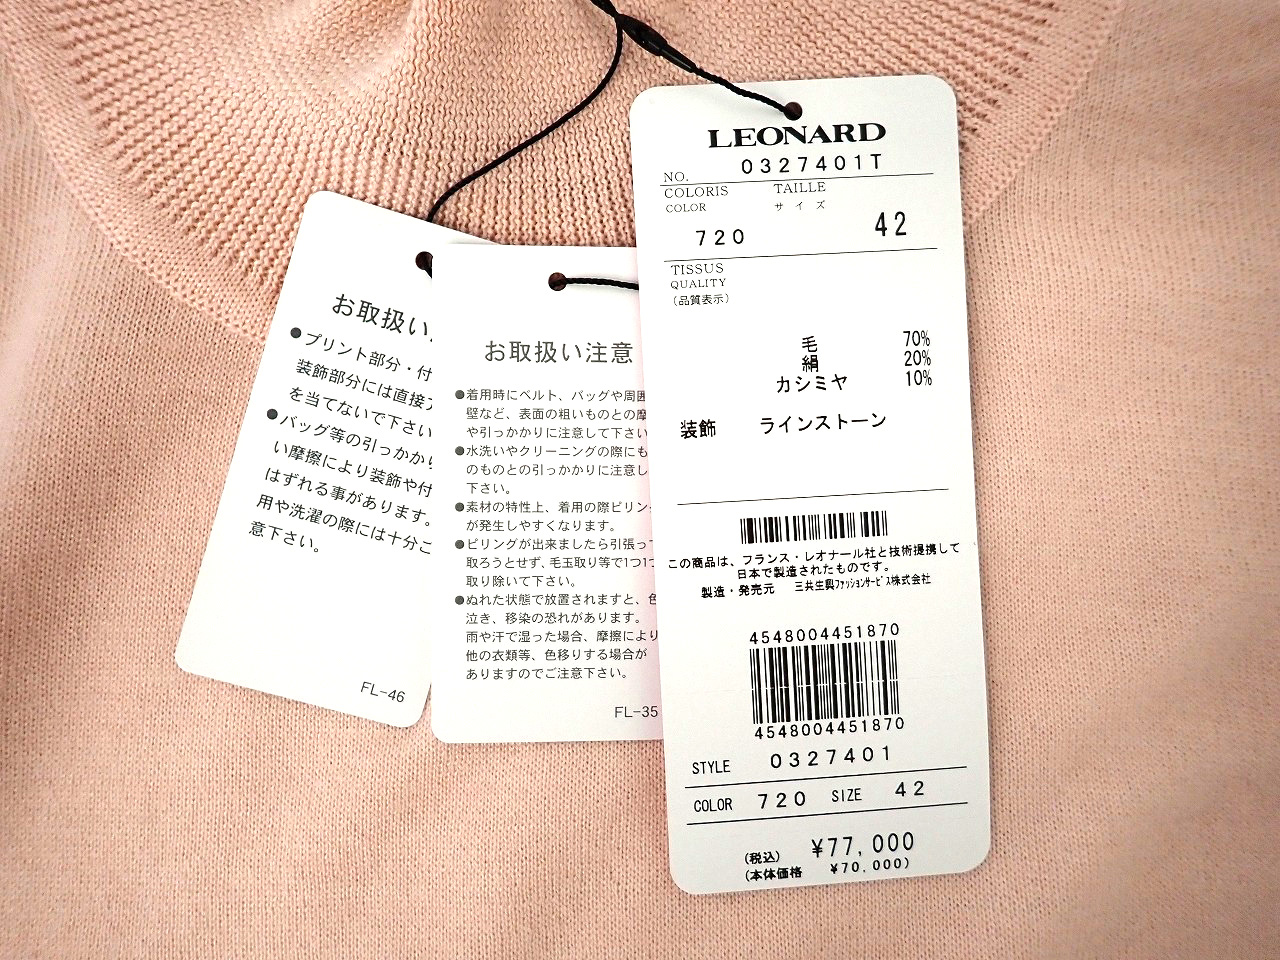 お取扱い
●プリント部分・付
装飾部分には直接
を当てないで下さい
●バッグ等の引っかかり
い摩擦により装飾や付
はずれる事があります。
用や洗濯の際には十分ご
意下さい。
FL-46
お取扱い注意
●着用時にベルト、バッグや周囲
壁など、表面の粗いものとの摩
や引っかかりに注意して下さい
●水洗いやクリーニングの際にも
のものとの引っかかりに注意し
下さい。
●素材の特性上、着用の際ピリン
が発生しやすくなります。
●ピリングが出来ましたら引張って
取ろうとせず、毛玉取り等で1つ1つ
取り除いて下さい。
●ぬれた状態で放置されますと、色
泣き、移染の恐れがあります。
雨や汗で湿った場合、摩擦により
他の衣類等、色移りする場合が
ありますのでご注意下さい。
FL-35
LEONARD
NO. 0327401T
COLORIS TAILLE
COLOR サイズ
720 42
TISSUS
QUALITY
(品質表示)
毛 70%
絹 20%
カシミヤ 10%
装飾 ラインストーン
この商品は、フランス・レオナール社と技術提携して
日本で製造されたものです。
製造・発売元 三共生興ファッションサービス株式会社
4548004451870
4548004451870
STYLE 0327401
COLOR 720 SIZE 42
(税込) ¥77,000
(本体価格 ¥70,000)